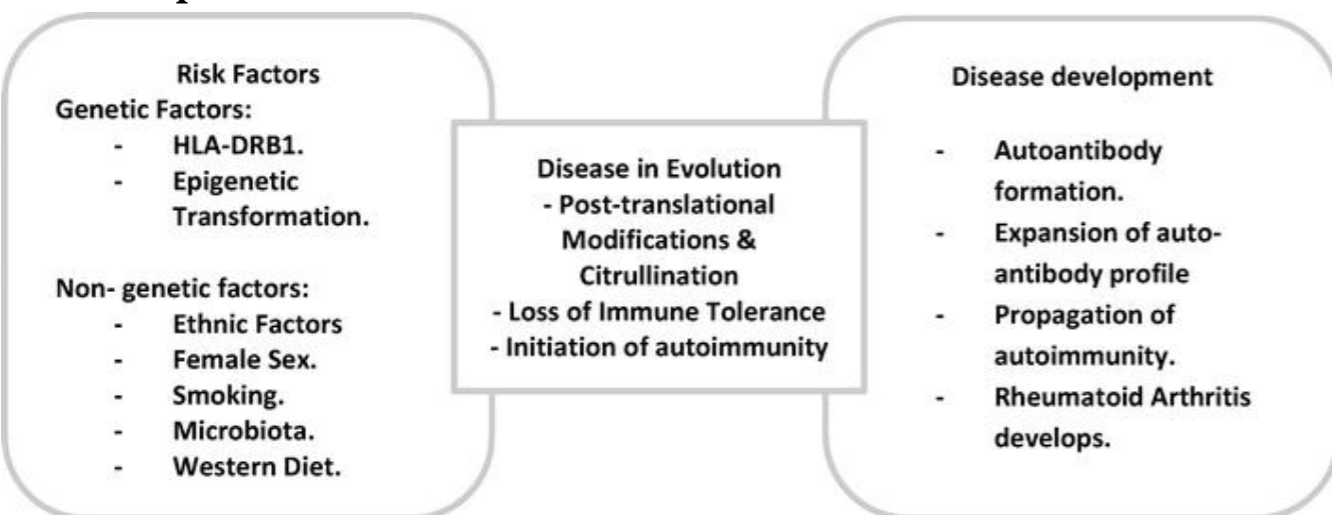 Risk Factors
Genetic Factors:
- HLA-DRB1.
- Epigenetic
Transformation.
Non- genetic factors:
- Ethnic Factors
- Female Sex.
- Smoking.
- Microbiota.
- Western Diet.
Disease in Evolution
- Post-translational
Modifications &
Citrullination
- Loss of Immune Tolerance
- Initiation of autoimmunity
Disease development
- Autoantibody
formation.
- Expansion of auto-
antibody profile
- Propagation of
autoimmunity.
- Rheumatoid Arthritis
develops.